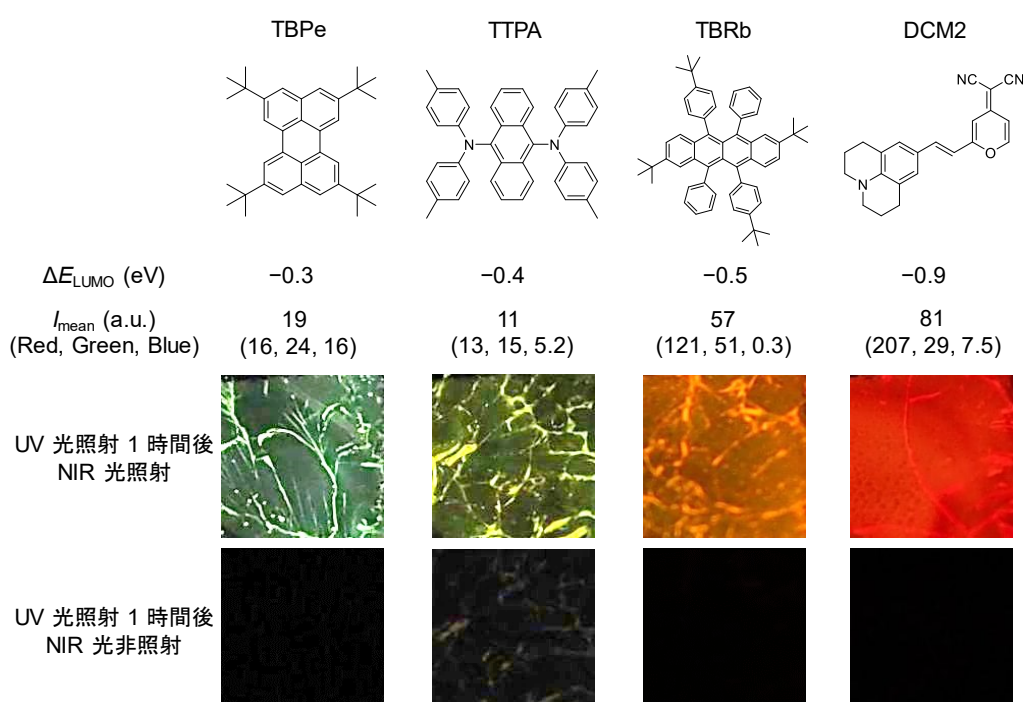 TBPe TTPA TBRb DCM2
NC CN
N N
O
N
ΔE_LUMO (eV) −0.3 −0.4 −0.5 −0.9
I_mean (a.u.) 19 11 57 81
(Red, Green, Blue) (16, 24, 16) (13, 15, 5.2) (121, 51, 0.3) (207, 29, 7.5)
UV 光照射 1 時間後
NIR 光照射
UV 光照射 1 時間後
NIR 光非照射